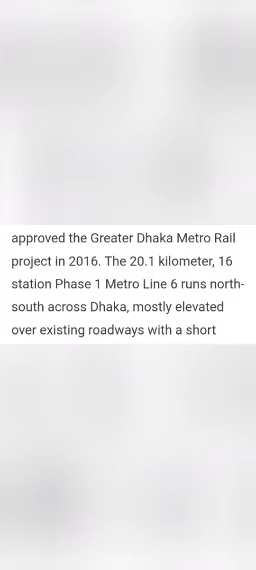 approved the Greater Dhaka Metro Rail
project in 2016. The 20.1 kilometer, 16
station Phase 1 Metro Line 6 runs north-
south across Dhaka, mostly elevated
over existing roadways with a short